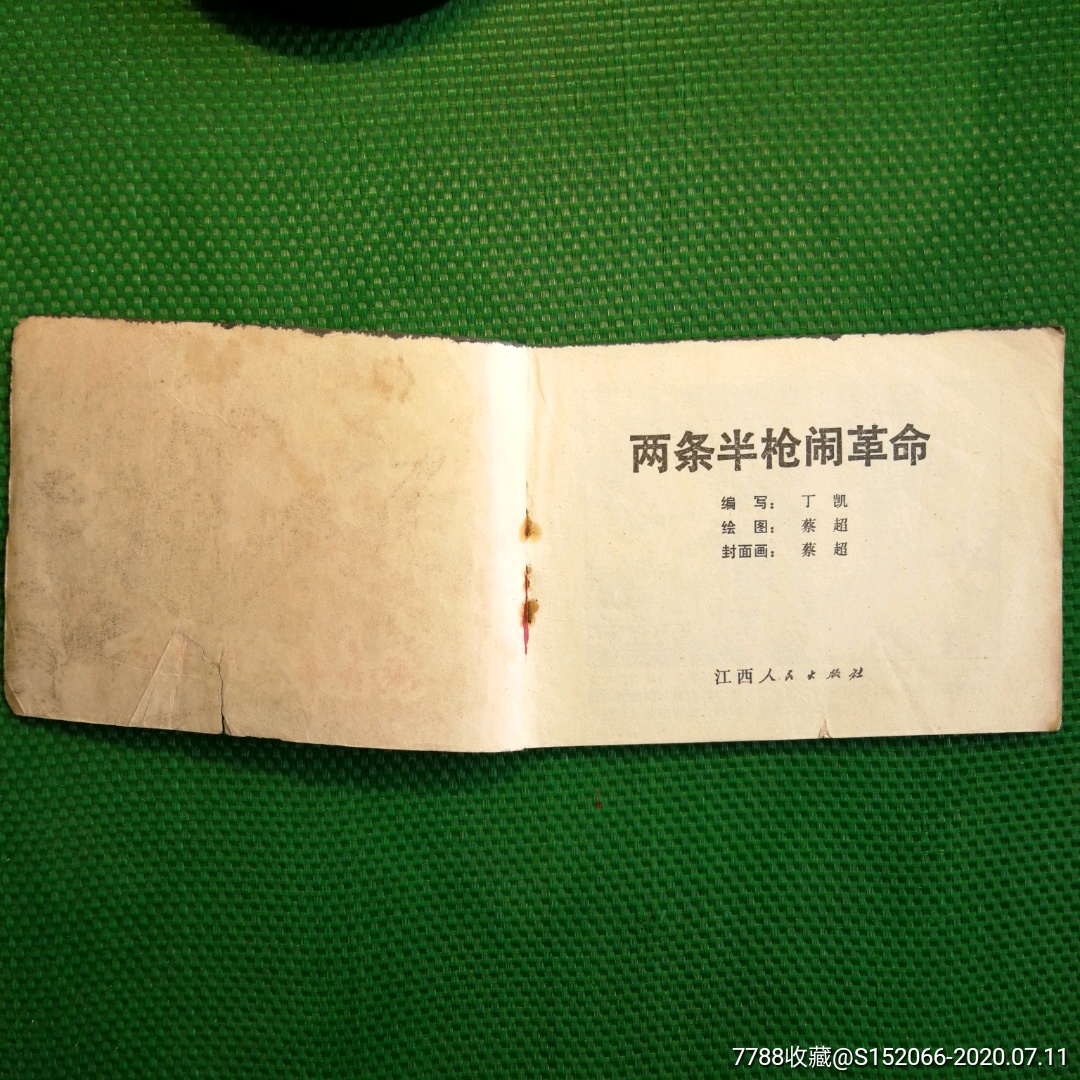 两条半枪闹革命
编 写： 丁 凯
绘 图： 蔡 超
封面画： 蔡 超
江西人民出版社
7788收藏@S152066-2020.07.11